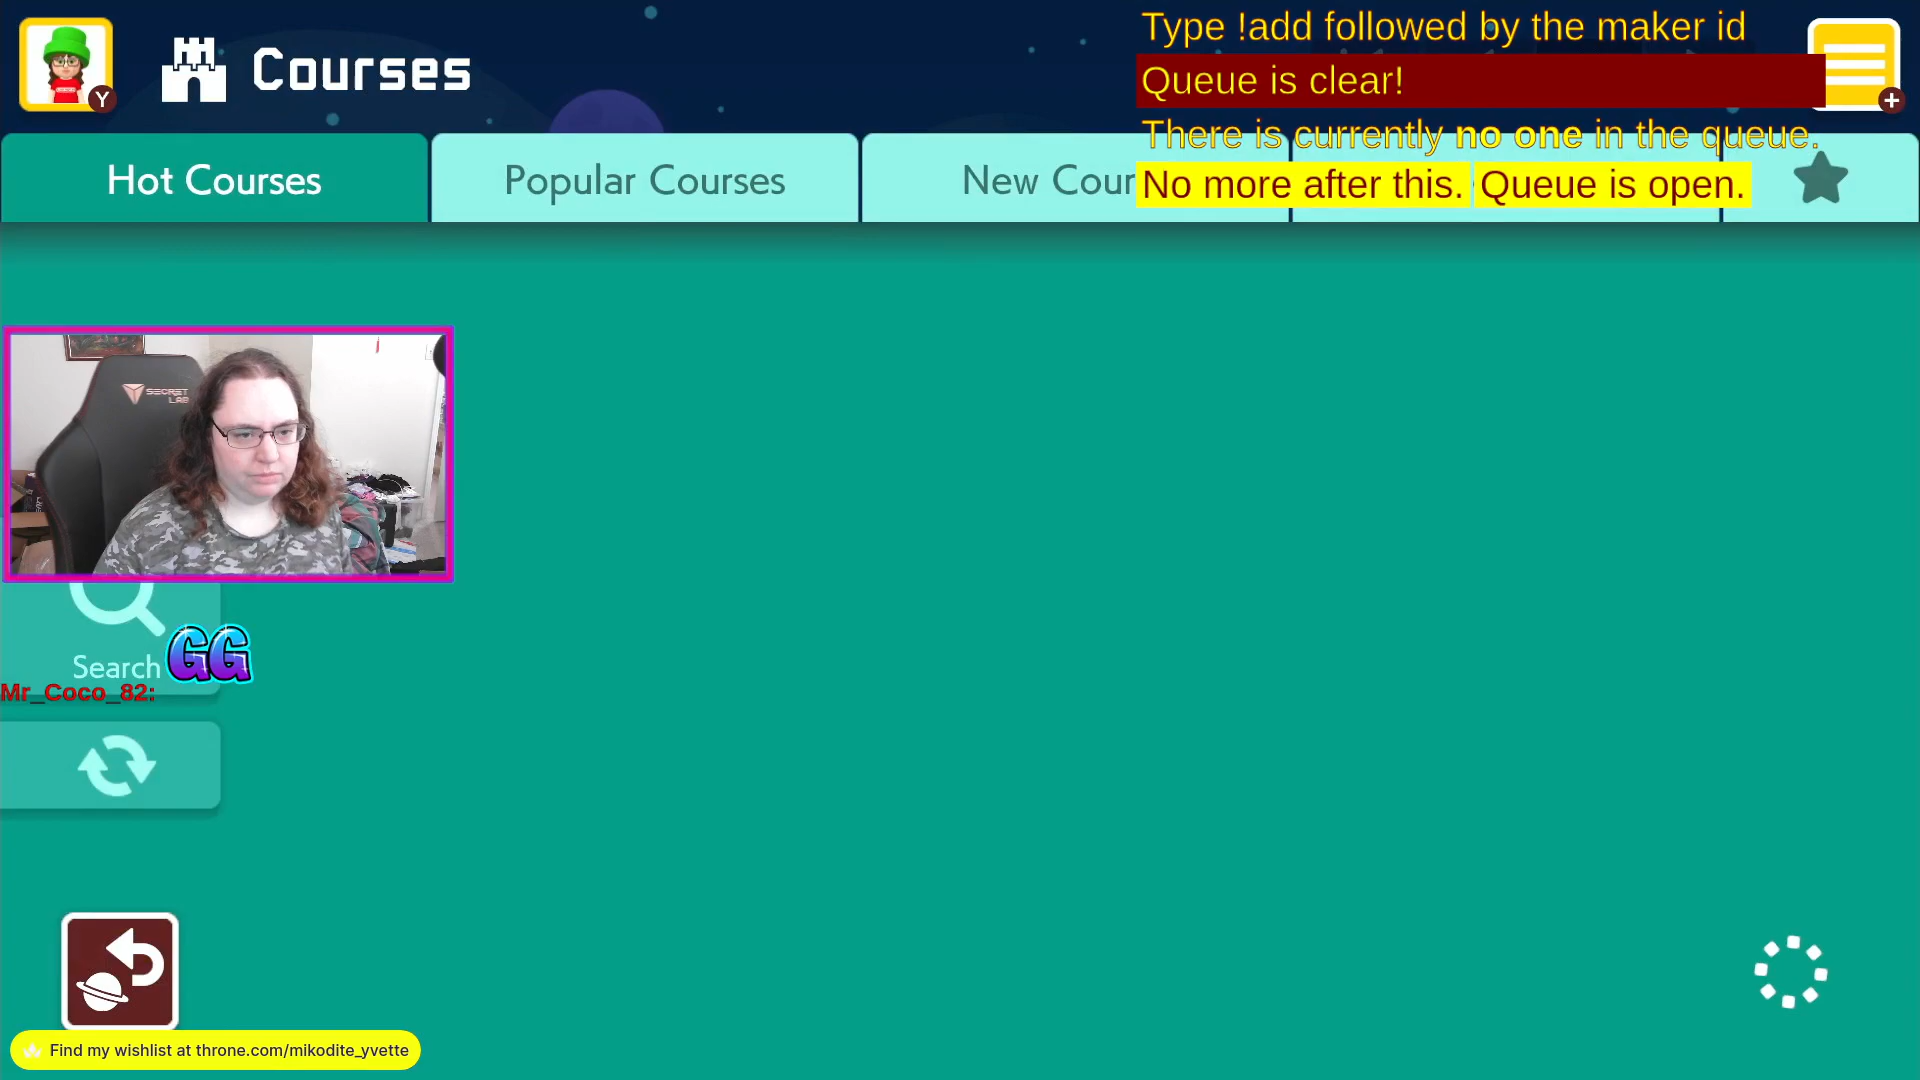 Type !add followed by the maker id
Courses
Queue is clear!
Y
+
There is currently no one in the queue.
Hot Courses
Popular Courses
New Cour
No more after this. Queue is open.
SECRET
LAB
Search
GG
Mr_Coco_82:
Find my wishlist at throne.com/mikodite_yvette